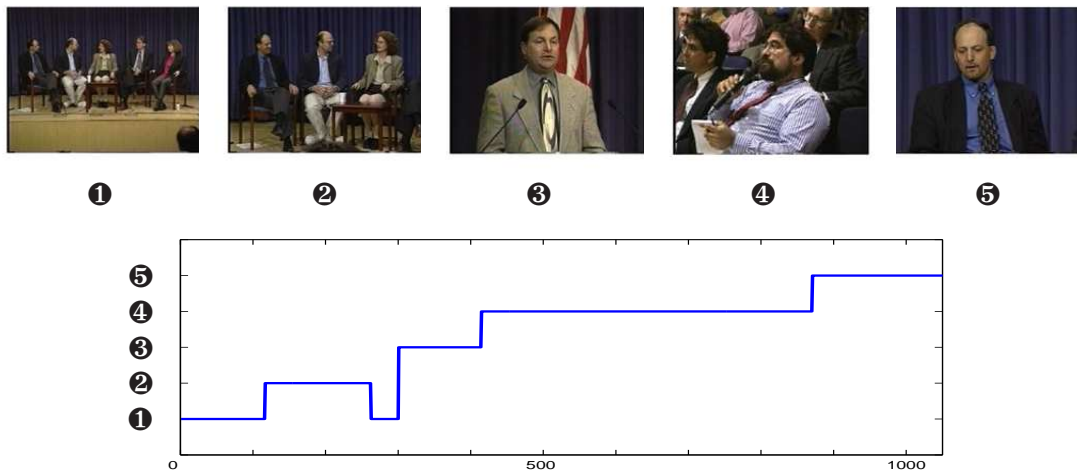 ❶ ❷ ❸ ❹ ❺
❺
❹
❸
❷
❶
0 500 1000